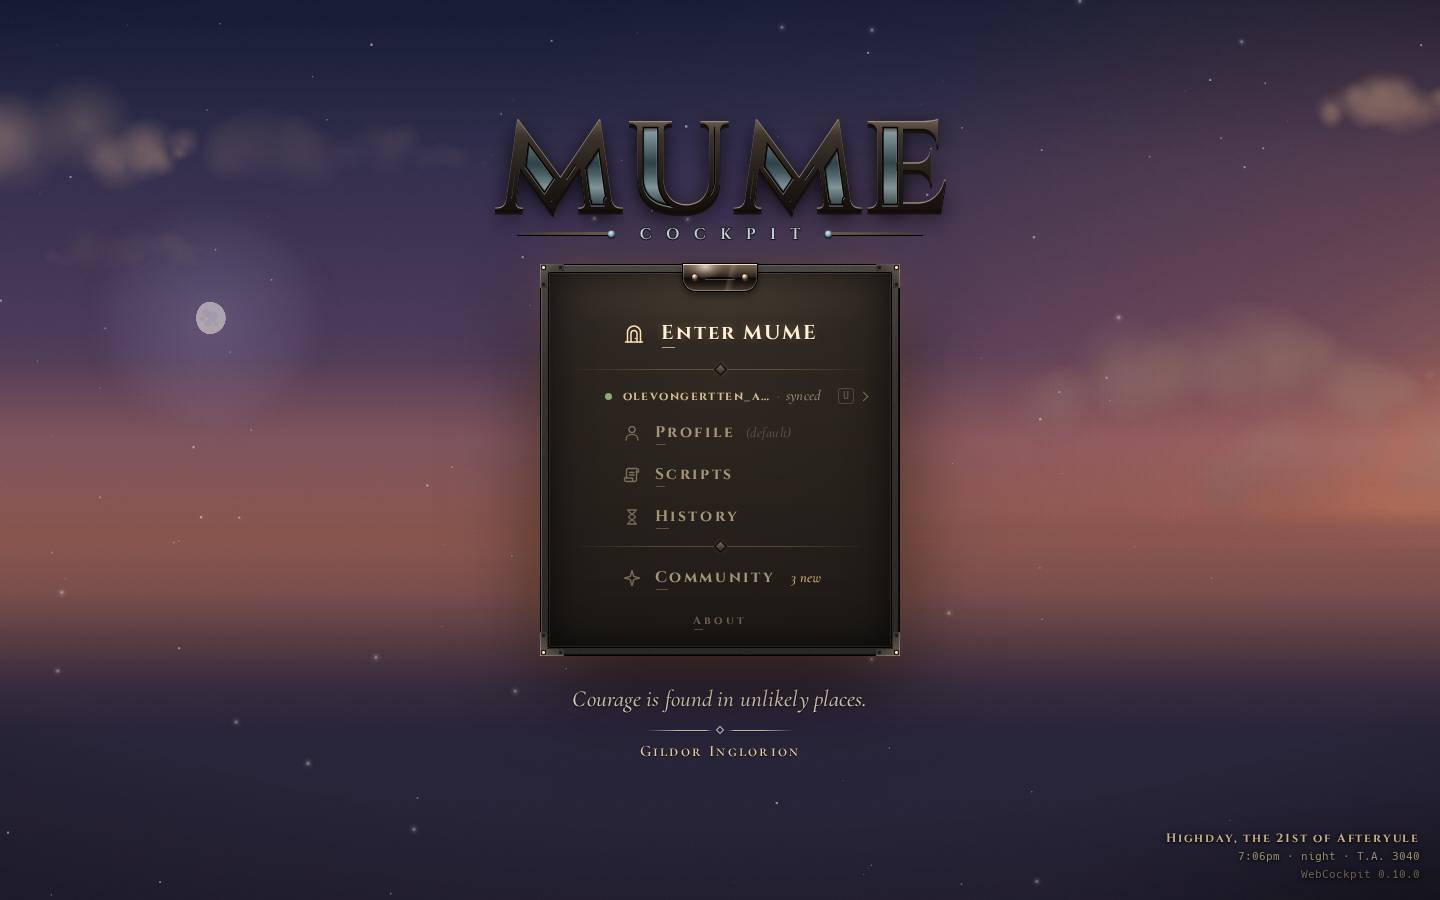 MUME
COCKPIT
Enter MUME
OLEVONGERTTEN_A… · synced U
Profile (default)
Scripts
History
Community 3 new
About
Courage is found in unlikely places.
Gildor Inglorion
Highday, the 21st of Afteryule
7:06pm · night · T.A. 3040
WebCockpit 0.10.0